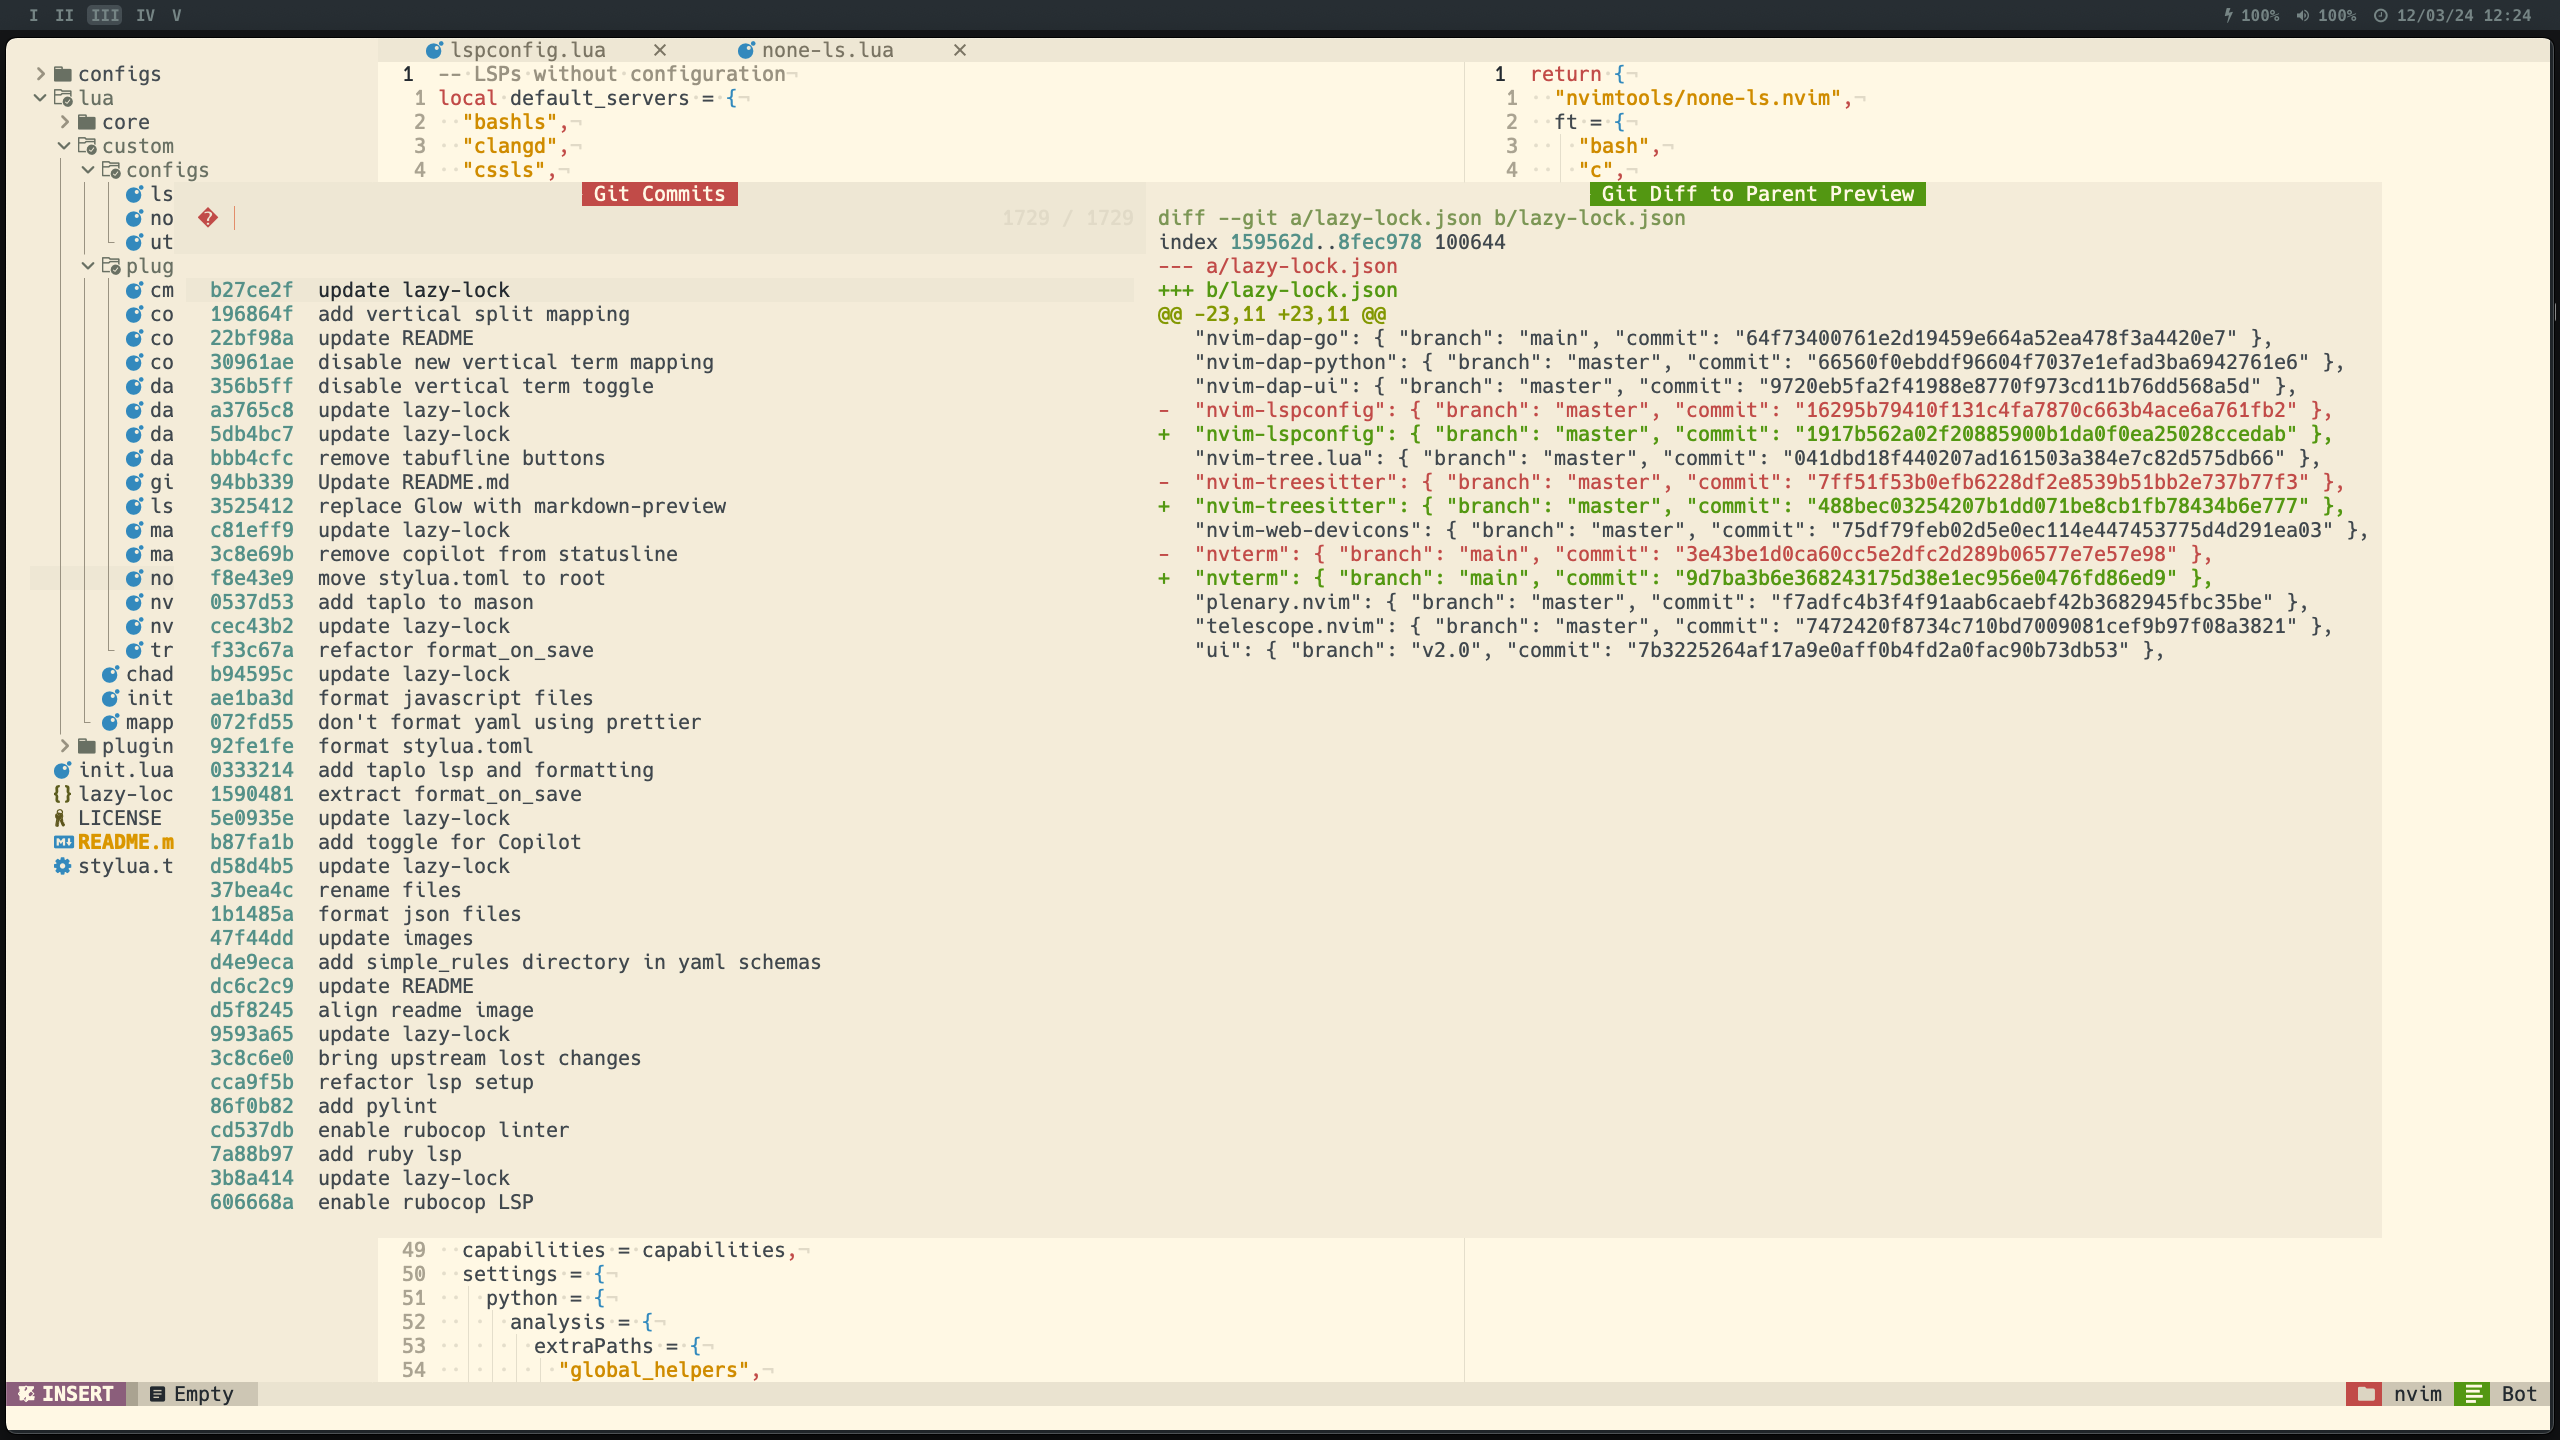 I II III IV V
100% 100% 12/03/24 12:24
lspconfig.lua × none-ls.lua ×
configs
lua
core
custom
configs
ls
no
ut
plug
cm
co
co
co
da
da
da
da
gi
ls
ma
ma
no
nv
nv
tr
chad
init
mapp
plugin
init.lua
lazy-loc
LICENSE
README.m
stylua.t
1 -- LSPs without configuration¬
1 local default_servers = {¬
2 "bashls",¬
3 "clangd",¬
4 "cssls",¬
1 return {¬
1 "nvimtools/none-ls.nvim",¬
2 ft = {¬
3 "bash",¬
4 "c",¬
Git Commits
1729 / 1729
b27ce2f update lazy-lock
196864f add vertical split mapping
22bf98a update README
30961ae disable new vertical term mapping
356b5ff disable vertical term toggle
a3765c8 update lazy-lock
5db4bc7 update lazy-lock
bbb4cfc remove tabufline buttons
94bb339 Update README.md
3525412 replace Glow with markdown-preview
c81eff9 update lazy-lock
3c8e69b remove copilot from statusline
f8e43e9 move stylua.toml to root
0537d53 add taplo to mason
cec43b2 update lazy-lock
f33c67a refactor format_on_save
b94595c update lazy-lock
ae1ba3d format javascript files
072fd55 don't format yaml using prettier
92fe1fe format stylua.toml
0333214 add taplo lsp and formatting
1590481 extract format_on_save
5e0935e update lazy-lock
b87fa1b add toggle for Copilot
d58d4b5 update lazy-lock
37bea4c rename files
1b1485a format json files
47f44dd update images
d4e9eca add simple_rules directory in yaml schemas
dc6c2c9 update README
d5f8245 align readme image
9593a65 update lazy-lock
3c8c6e0 bring upstream lost changes
cca9f5b refactor lsp setup
86f0b82 add pylint
cd537db enable rubocop linter
7a88b97 add ruby lsp
3b8a414 update lazy-lock
606668a enable rubocop LSP
Git Diff to Parent Preview
diff --git a/lazy-lock.json b/lazy-lock.json
index 159562d..8fec978 100644
--- a/lazy-lock.json
+++ b/lazy-lock.json
@@ -23,11 +23,11 @@
"nvim-dap-go": { "branch": "main", "commit": "64f73400761e2d19459e664a52ea478f3a4420e7" },
"nvim-dap-python": { "branch": "master", "commit": "66560f0ebddf96604f7037e1efad3ba6942761e6" },
"nvim-dap-ui": { "branch": "master", "commit": "9720eb5fa2f41988e8770f973cd11b76dd568a5d" },
- "nvim-lspconfig": { "branch": "master", "commit": "16295b79410f131c4fa7870c663b4ace6a761fb2" },
+ "nvim-lspconfig": { "branch": "master", "commit": "1917b562a02f20885900b1da0f0ea25028ccedab" },
"nvim-tree.lua": { "branch": "master", "commit": "041dbd18f440207ad161503a384e7c82d575db66" },
- "nvim-treesitter": { "branch": "master", "commit": "7ff51f53b0efb6228df2e8539b51bb2e737b77f3" },
+ "nvim-treesitter": { "branch": "master", "commit": "488bec03254207b1dd071be8cb1fb78434b6e777" },
"nvim-web-devicons": { "branch": "master", "commit": "75df79feb02d5e0ec114e447453775d4d291ea03" },
- "nvterm": { "branch": "main", "commit": "3e43be1d0ca60cc5e2dfc2d289b06577e7e57e98" },
+ "nvterm": { "branch": "main", "commit": "9d7ba3b6e368243175d38e1ec956e0476fd86ed9" },
"plenary.nvim": { "branch": "master", "commit": "f7adfc4b3f4f91aab6caebf42b3682945fbc35be" },
"telescope.nvim": { "branch": "master", "commit": "7472420f8734c710bd7009081cef9b97f08a3821" },
"ui": { "branch": "v2.0", "commit": "7b3225264af17a9e0aff0b4fd2a0fac90b73db53" },
49 capabilities = capabilities,¬
50 settings = {¬
51 python = {¬
52 analysis = {¬
53 extraPaths = {¬
54 "global_helpers",¬
INSERT Empty
nvim Bot